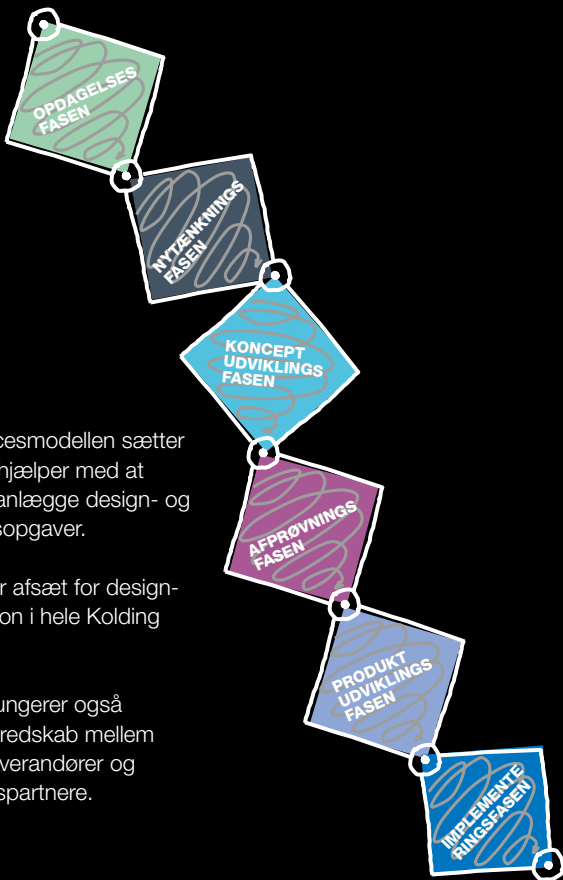 OPDAGELSES
FASEN
NYTÆNKNINGS
FASEN
KONCEPT
UDVIKLINGS
FASEN
cesmodellen sætter
hjælper med at
anlægge design- og
sopgaver.
r afsæt for design-
on i hele Kolding
ungerer også
redskab mellem
verandører og
spartnere.
AFPRØVNINGS
FASEN
PRODUKT
UDVIKLINGS
FASEN
IMPLEMENTE
RINGSFASEN